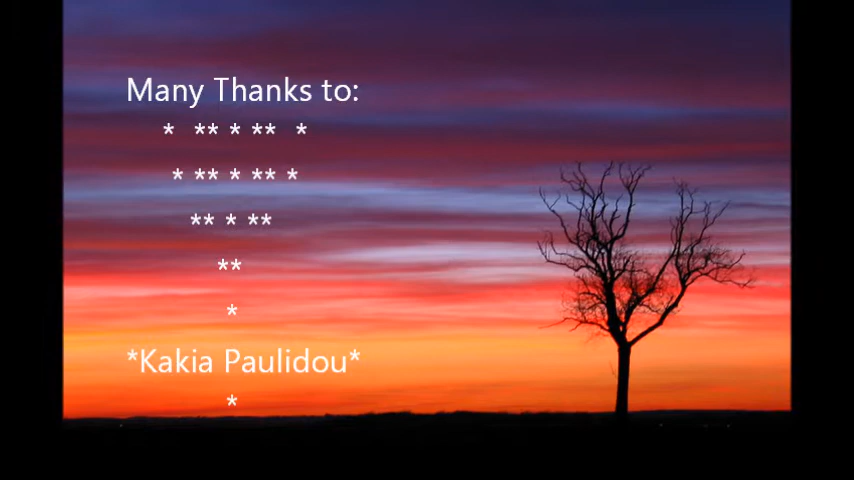 Many Thanks to:
* ** * ** *
* ** * ** *
** * **
**
*
*Kakia Paulidou*
*